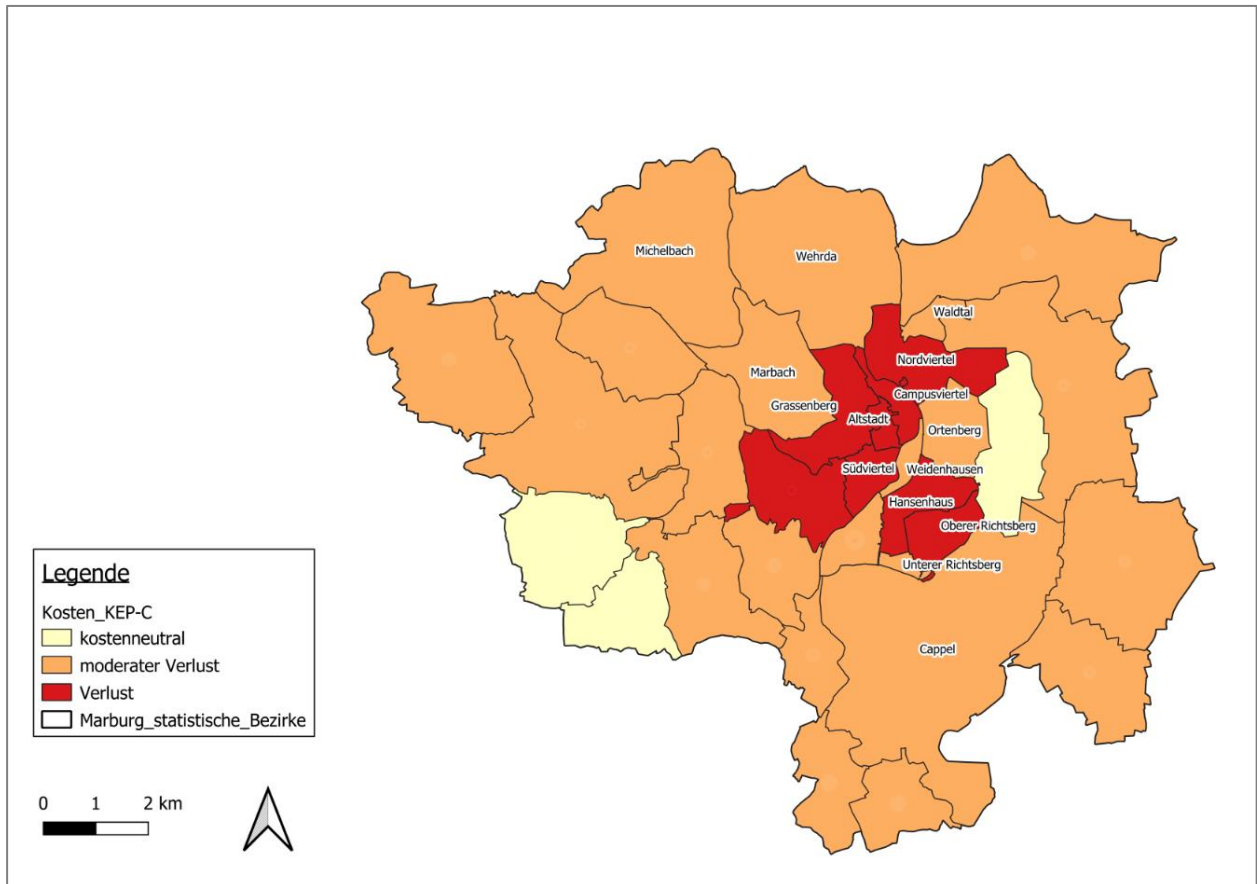 Michelbach
Wehrda
Waldtal
Nordviertel
Marbach
Campusviertel
Grassenberg
Altstadt
Ortenberg
Südviertel
Weidenhausen
Hansenhaus
Oberer Richtsberg
Unterer Richtsberg
Cappel
Legende
Kosten_KEP-C
kostenneutral
moderater Verlust
Verlust
Marburg_statistische_Bezirke
0 1 2 km